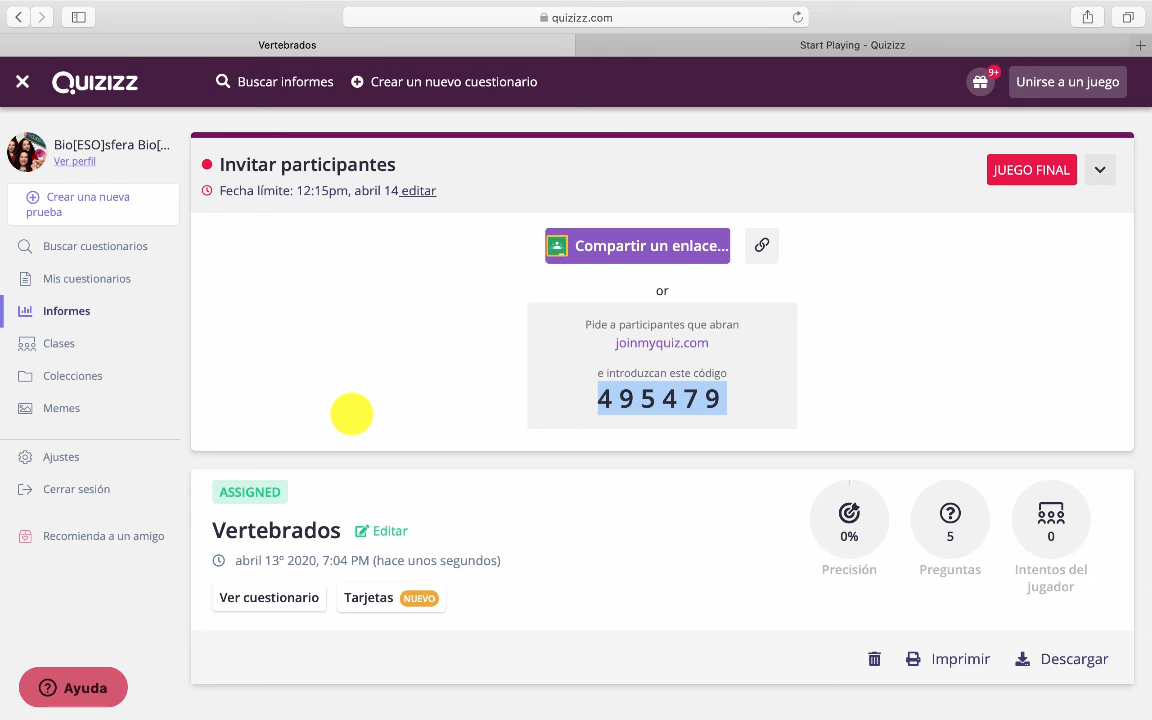 quizizz.com
Vertebrados
Start Playing - Quizizz
QUIZIZZ
Buscar informes
Crear un nuevo cuestionario
9+
Unirse a un juego
Bio[ESO]sfera Bio[...
Ver perfil
Crear una nueva
prueba
Buscar cuestionarios
Mis cuestionarios
Informes
Clases
Colecciones
Memes
Ajustes
Cerrar sesión
Recomienda a un amigo
Ayuda
Invitar participantes
Fecha límite: 12:15pm, abril 14 editar
JUEGO FINAL
Compartir un enlace...
or
Pide a participantes que abran
joinmyquiz.com
e introduzcan este código
495479
ASSIGNED
Vertebrados
Editar
abril 13º 2020, 7:04 PM (hace unos segundos)
Ver cuestionario
Tarjetas NUEVO
0%
Precisión
5
Preguntas
0
Intentos del
jugador
Imprimir
Descargar